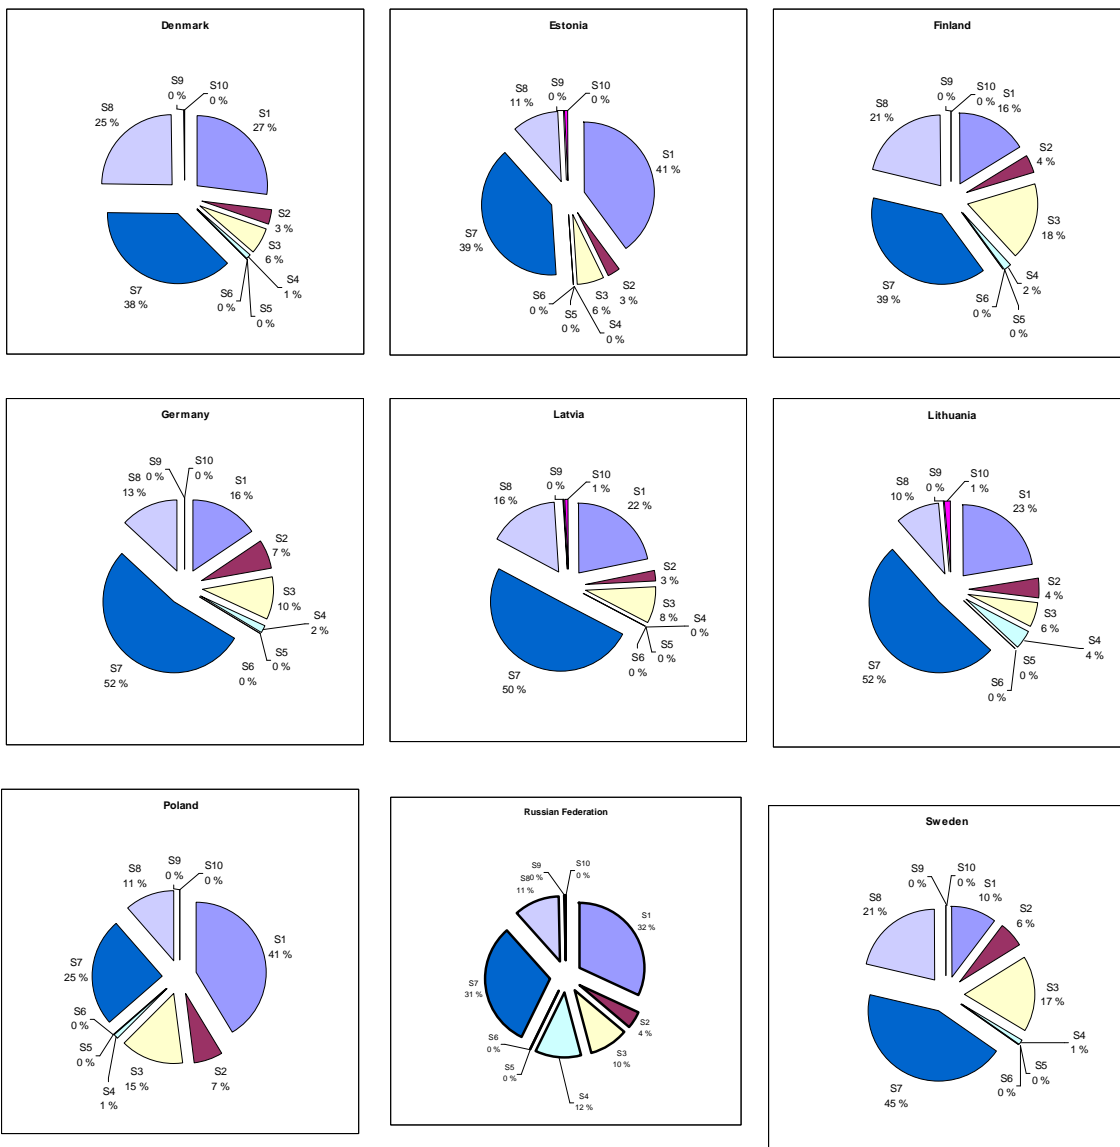 Denmark
S9
0 %
S10
0 %
S8
25 %
S1
27 %
S2
3 %
S3
6 %
S4
1 %
S7
38 %
S6
0 %
S5
0 %
Estonia
S9
0 %
S10
0 %
S8
11 %
S1
41 %
S7
39 %
S2
3 %
S6
0 %
S5
0 %
S3
6 %
S4
0 %
Finland
S9
0 %
S10
0 %
S1
16 %
S8
21 %
S2
4 %
S3
18 %
S7
39 %
S4
2 %
S6
0 %
S5
0 %
Germany
S9
0 %
S10
0 %
S8
13 %
S1
16 %
S2
7 %
S3
10 %
S4
2 %
S5
0 %
S7
52 %
S6
0 %
Latvia
S9
0 %
S10
1 %
S8
16 %
S1
22 %
S2
3 %
S3
8 %
S4
0 %
S5
0 %
S6
0 %
S7
50 %
Lithuania
S9
0 %
S10
1 %
S8
10 %
S1
23 %
S2
4 %
S3
6 %
S4
4 %
S7
52 %
S5
0 %
S6
0 %
Poland
S9
0 %
S10
0 %
S8
11 %
S1
41 %
S7
25 %
S6
0 %
S5
0 %
S4
1 %
S3
15 %
S2
7 %
Russian Federation
S9
0 %
S10
0 %
S8
11 %
S1
32 %
S7
31 %
S2
4 %
S6
0 %
S3
10 %
S5
0 %
S4
12 %
Sweden
S9
0 %
S10
0 %
S1
10 %
S8
21 %
S2
6 %
S3
17 %
S4
1 %
S7
45 %
S6
0 %
S5
0 %